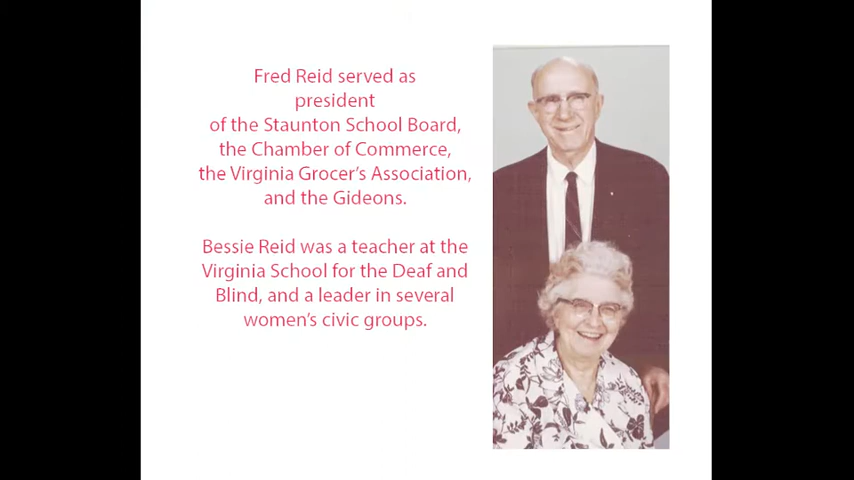 Fred Reid served as
president
of the Staunton School Board,
the Chamber of Commerce,
the Virginia Grocer's Association,
and the Gideons.
Bessie Reid was a teacher at the
Virginia School for the Deaf and
Blind, and a leader in several
women's civic groups.